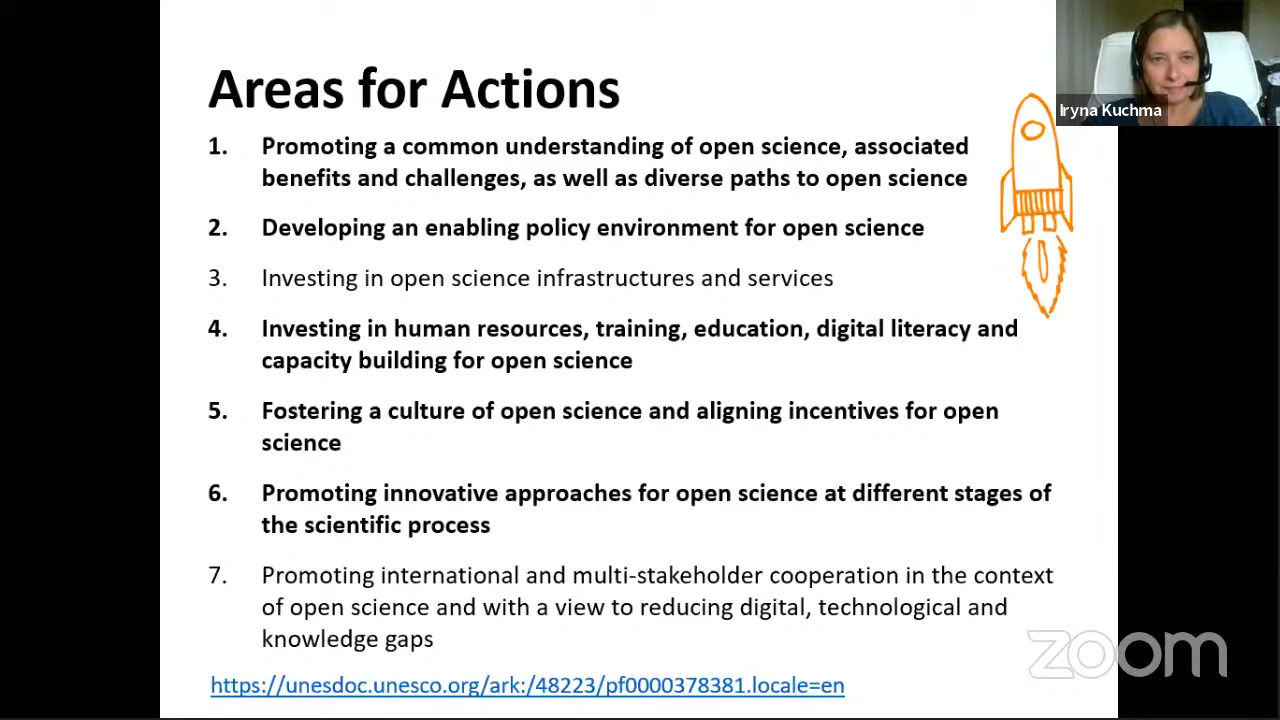 Areas for Actions
Iryna Kuchma
1. Promoting a common understanding of open science, associated
benefits and challenges, as well as diverse paths to open science
2. Developing an enabling policy environment for open science
3. Investing in open science infrastructures and services
4. Investing in human resources, training, education, digital literacy and
capacity building for open science
5. Fostering a culture of open science and aligning incentives for open
science
6. Promoting innovative approaches for open science at different stages of
the scientific process
7. Promoting international and multi-stakeholder cooperation in the context
of open science and with a view to reducing digital, technological and
knowledge gaps
https://unesdoc.unesco.org/ark:/48223/pf0000378381.locale=en
zoom